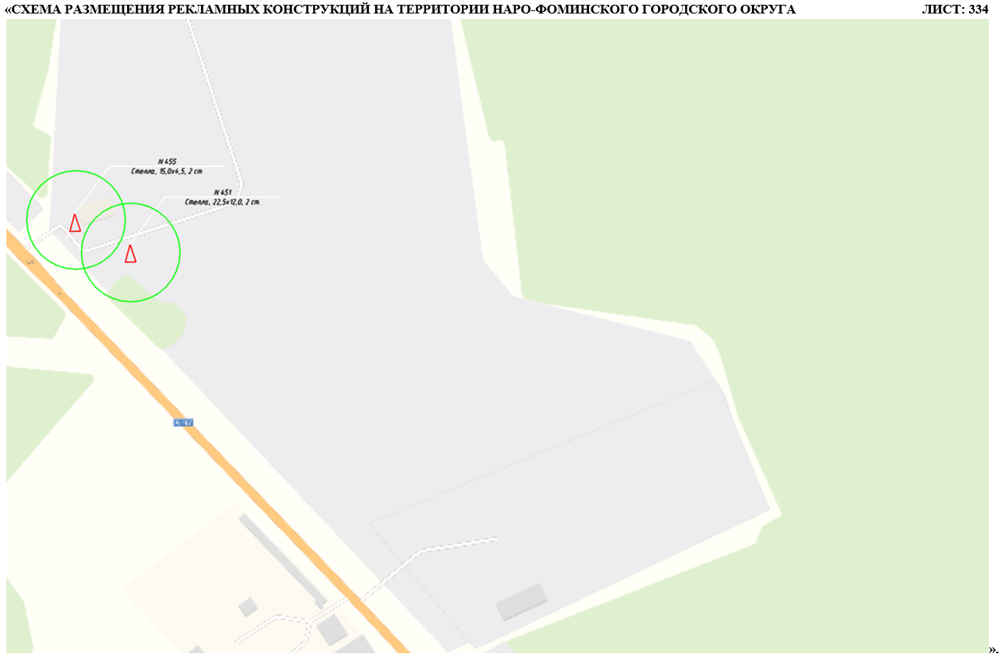 «СХЕМА РАЗМЕЩЕНИЯ РЕКЛАМНЫХ КОНСТРУКЦИЙ НА ТЕРРИТОРИИ НАРО-ФОМИНСКОГО ГОРОДСКОГО ОКРУГА ЛИСТ: 334
N 455
Стелла, 15,0х4,5, 2 ст
N 451
Стелла, 22,5х12,0, 2 ст
».